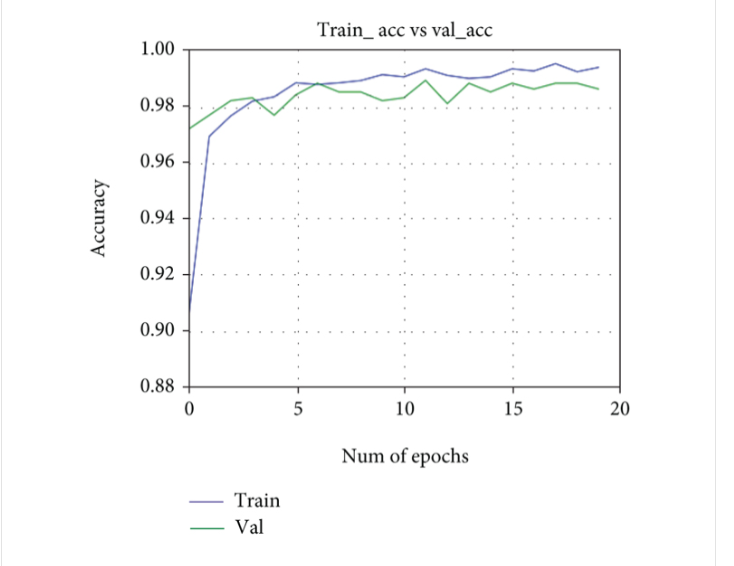 Train_ acc vs val_acc
1.00
0.98
0.96
0.94
0.92
0.90
0.88
Accuracy
0 5 10 15 20
Num of epochs
Train
Val